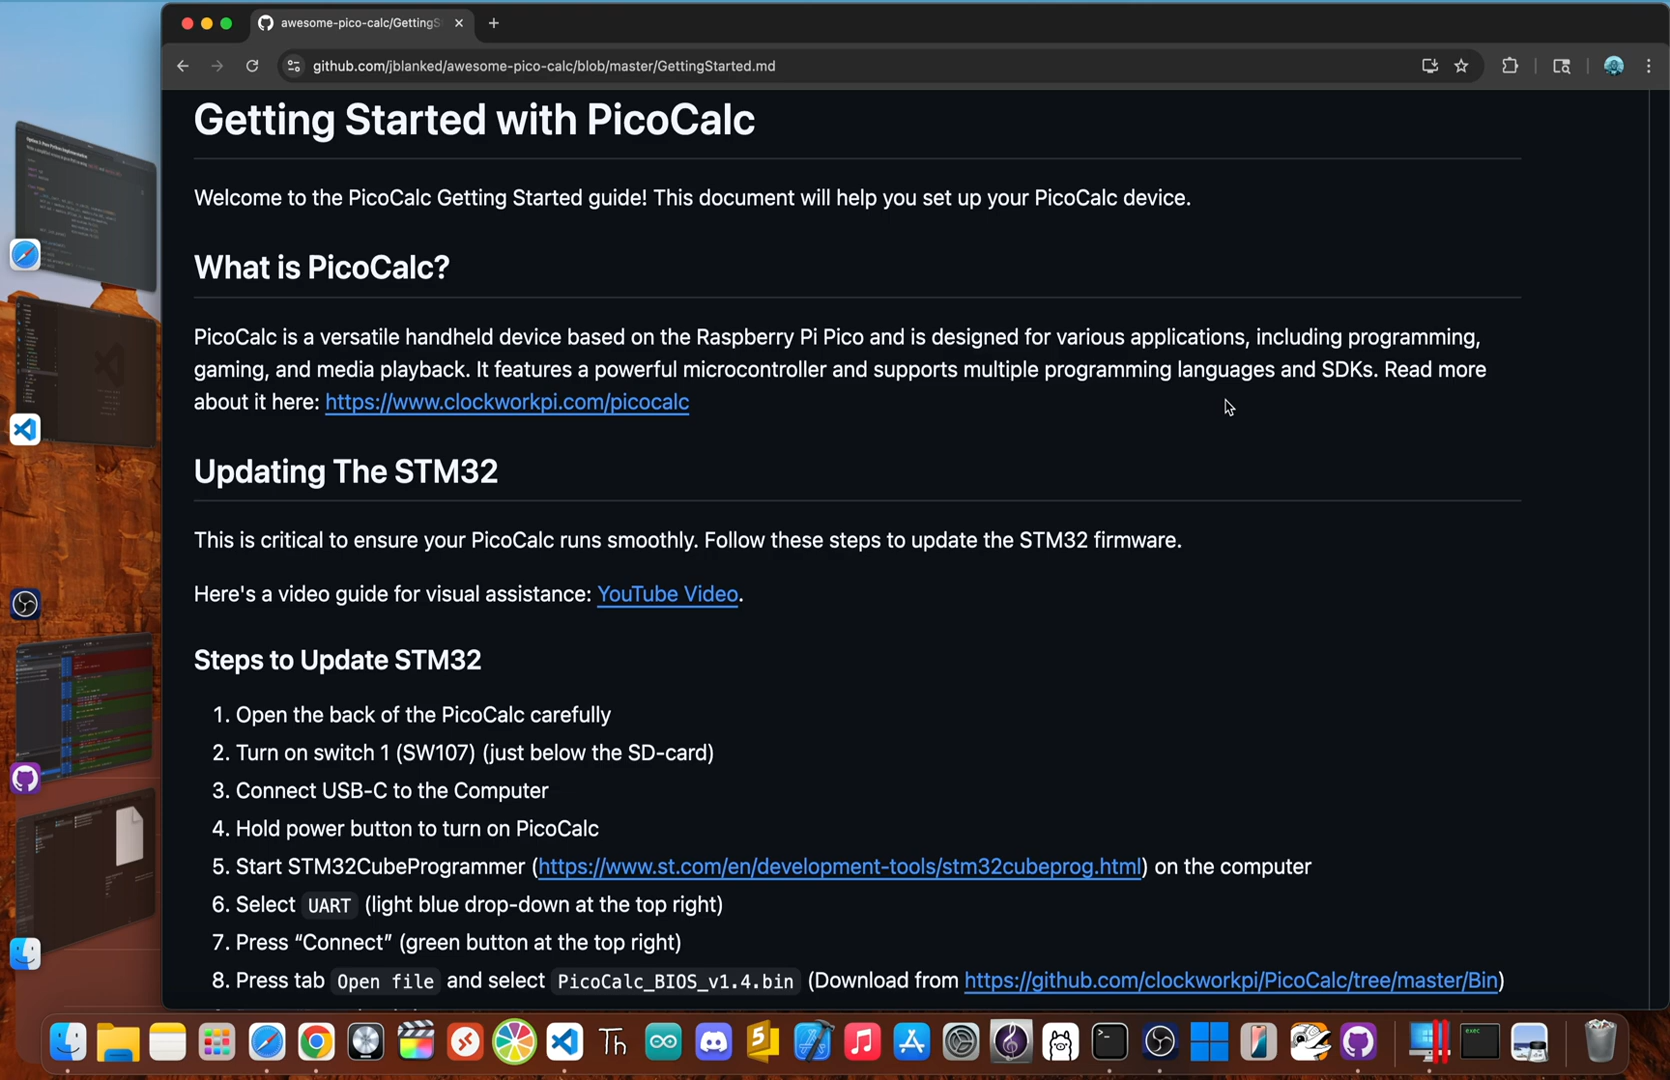 awesome-pico-calc/GettingS
github.com/jblanked/awesome-pico-calc/blob/master/GettingStarted.md
Getting Started with PicoCalc
Welcome to the PicoCalc Getting Started guide! This document will help you set up your PicoCalc device.
What is PicoCalc?
PicoCalc is a versatile handheld device based on the Raspberry Pi Pico and is designed for various applications, including programming,
gaming, and media playback. It features a powerful microcontroller and supports multiple programming languages and SDKs. Read more
about it here: https://www.clockworkpi.com/picocalc
Updating The STM32
This is critical to ensure your PicoCalc runs smoothly. Follow these steps to update the STM32 firmware.
Here's a video guide for visual assistance: YouTube Video.
Steps to Update STM32
1. Open the back of the PicoCalc carefully
2. Turn on switch 1 (SW107) (just below the SD-card)
3. Connect USB-C to the Computer
4. Hold power button to turn on PicoCalc
5. Start STM32CubeProgrammer (https://www.st.com/en/development-tools/stm32cubeprog.html) on the computer
6. Select UART (light blue drop-down at the top right)
7. Press “Connect” (green button at the top right)
8. Press tab Open file and select PicoCalc_BIOS_v1.4.bin (Download from https://github.com/clockworkpi/PicoCalc/tree/master/Bin)
Th
5
exec